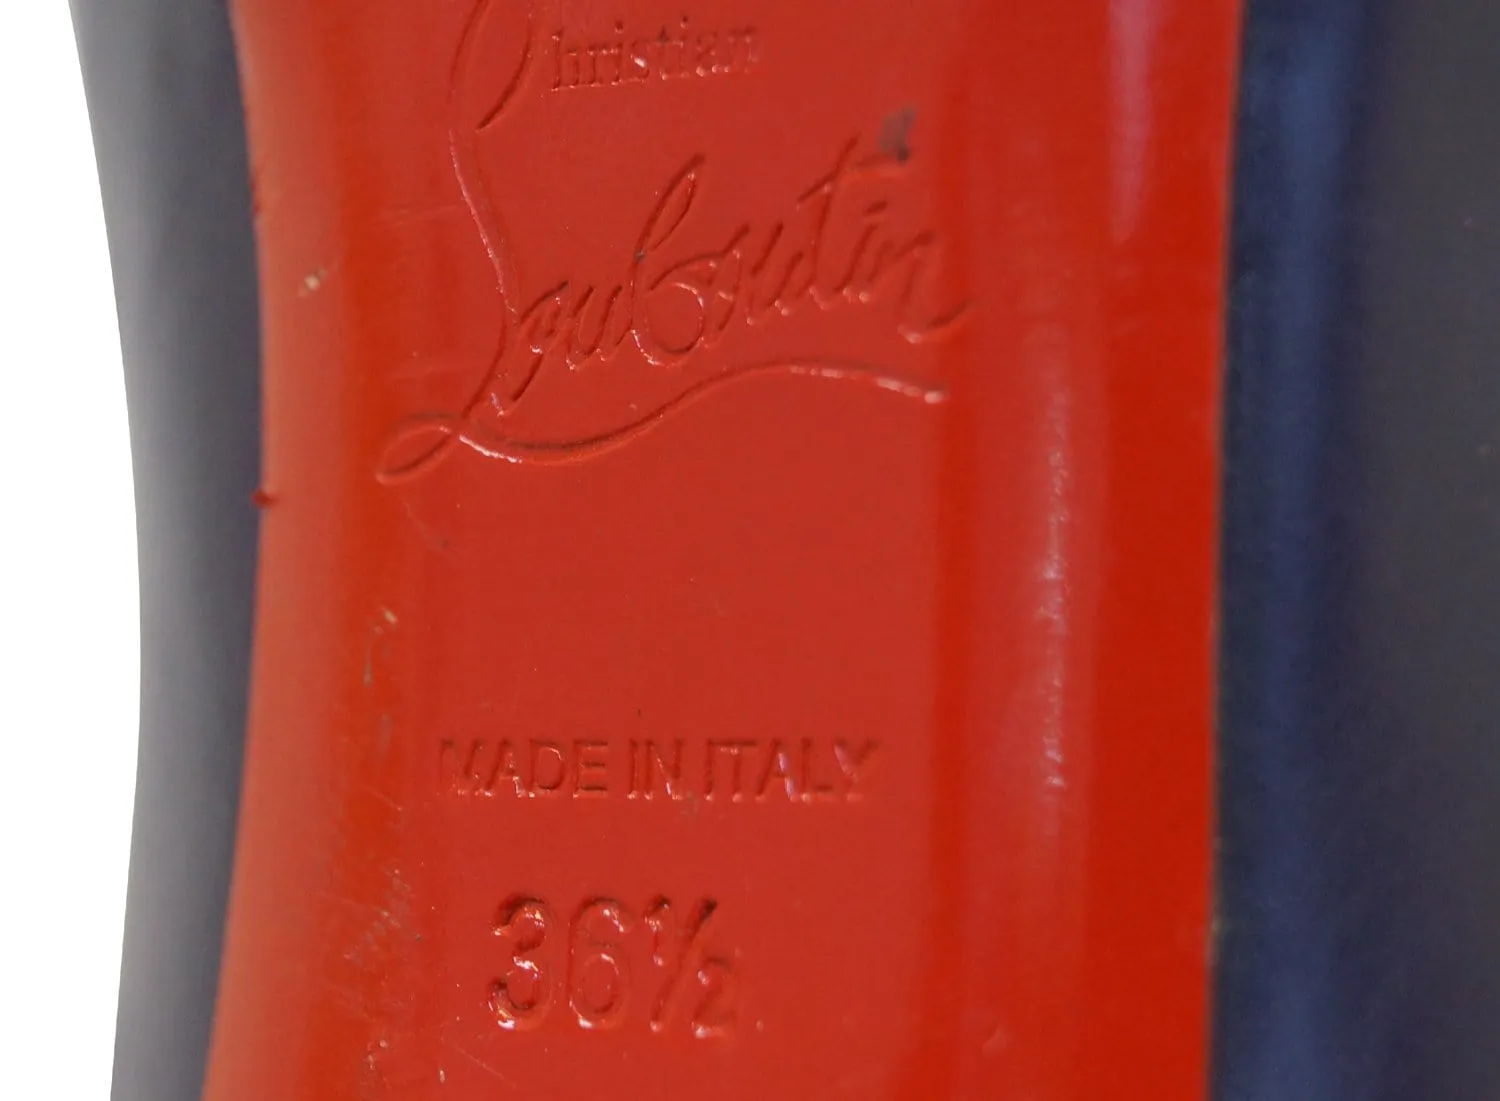 Christian
Louboutin
MADE IN ITALY
36½